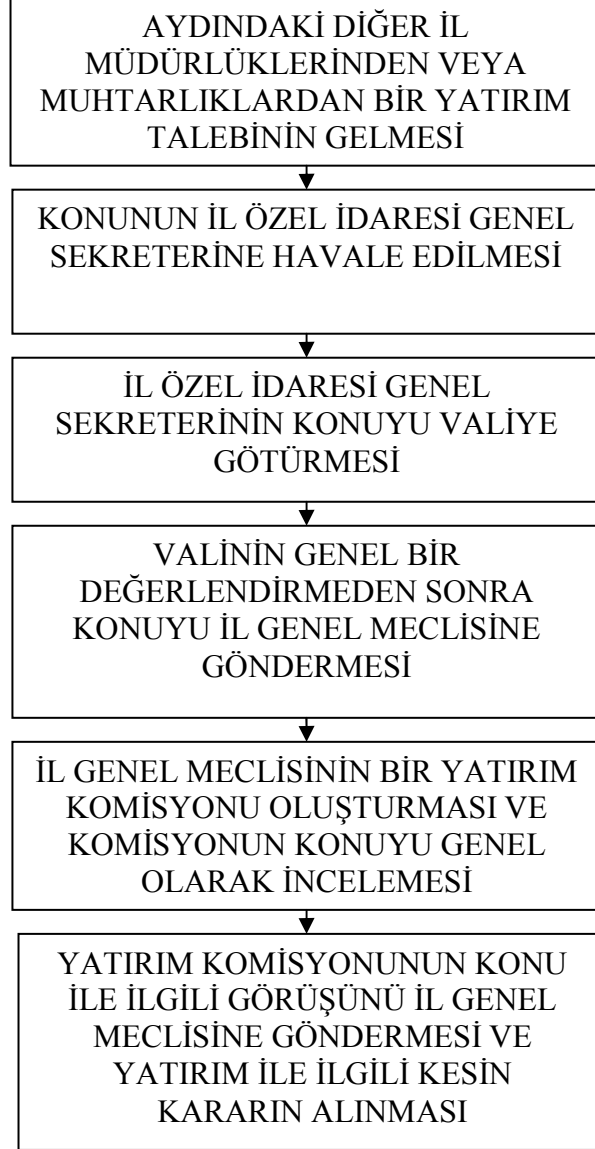 AYDINDAKİ DİĞER İL
MÜDÜRLÜKLERİNDEN VEYA
MUHTARLIKLARDAN BİR YATIRIM
TALEBİNİN GELMESİ
KONUNUN İL ÖZEL İDARESİ GENEL
SEKRETERİNE HAVALE EDİLMESİ
İL ÖZEL İDARESİ GENEL
SEKRETERİNİN KONUYU VALİYE
GÖTÜRMESİ
VALİNİN GENEL BİR
DEĞERLENDİRMEDEN SONRA
KONUYU İL GENEL MECLİSİNE
GÖNDERMESİ
İL GENEL MECLİSİNİN BİR YATIRIM
KOMİSYONU OLUŞTURMASI VE
KOMİSYONUN KONUYU GENEL
OLARAK İNCELEMESİ
YATIRIM KOMİSYONUNUN KONU
İLE İLGİLİ GÖRÜŞÜNÜ İL GENEL
MECLİSİNE GÖNDERMESİ VE
YATIRIM İLE İLGİLİ KESİN
KARARIN ALINMASI